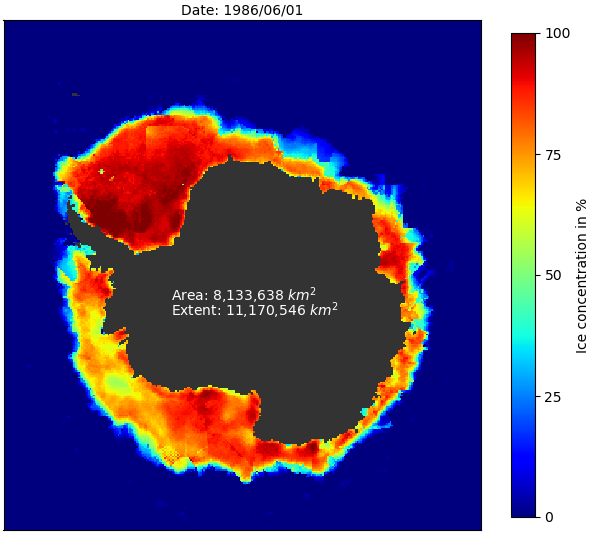 Date: 1986/06/01
Area: 8,133,638 km²
Extent: 11,170,546 km²
100
75
50
25
0
Ice concentration in %